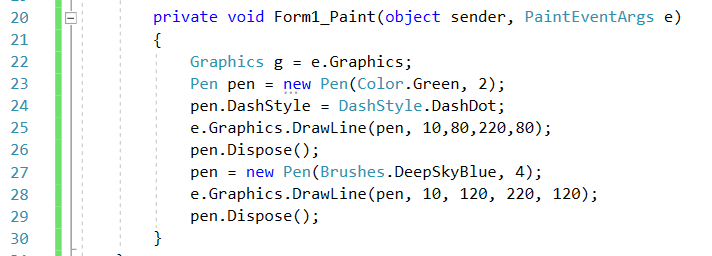 20 private void Form1_Paint(object sender, PaintEventArgs e)
21 {
22 Graphics g = e.Graphics;
23 Pen pen = new Pen(Color.Green, 2);
24 pen.DashStyle = DashStyle.DashDot;
25 e.Graphics.DrawLine(pen, 10,80,220,80);
26 pen.Dispose();
27 pen = new Pen(Brushes.DeepSkyBlue, 4);
28 e.Graphics.DrawLine(pen, 10, 120, 220, 120);
29 pen.Dispose();
30 }